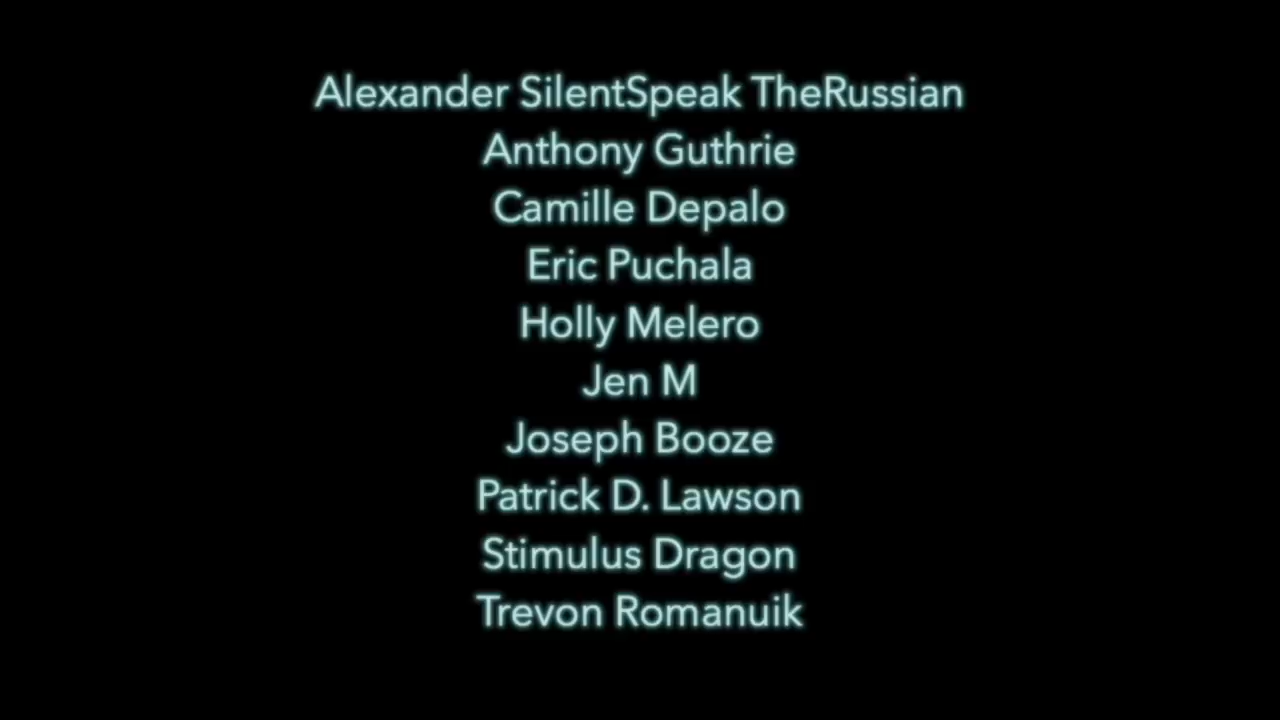 Alexander SilentSpeak TheRussian
Anthony Guthrie
Camille Depalo
Eric Puchala
Holly Melero
Jen M
Joseph Booze
Patrick D. Lawson
Stimulus Dragon
Trevon Romanuik